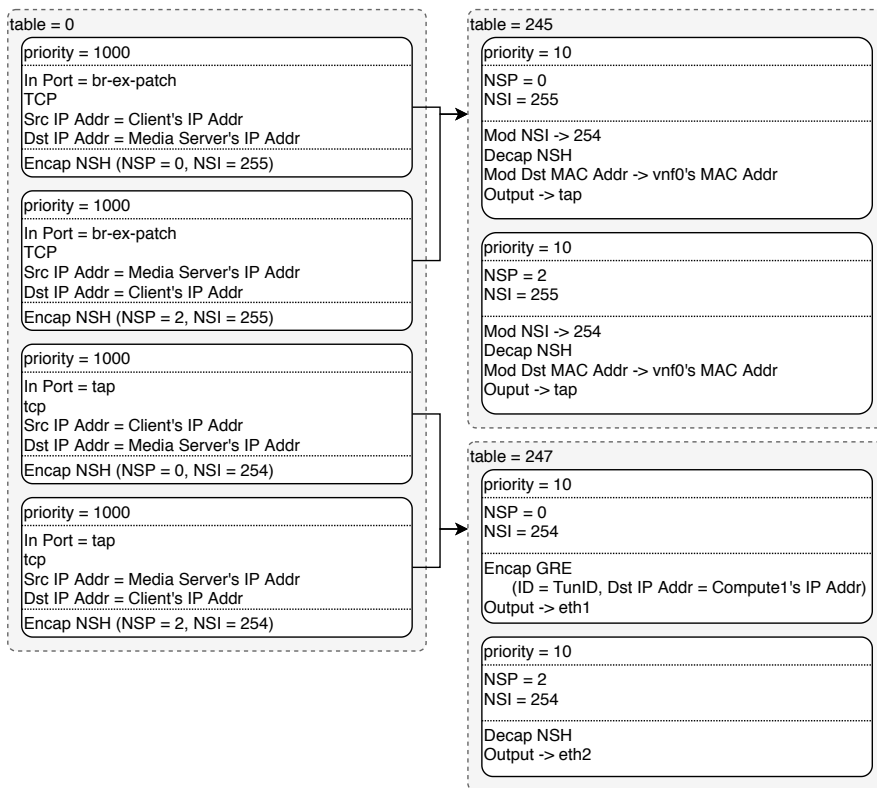 table = 0
priority = 1000
In Port = br-ex-patch
TCP
Src IP Addr = Client's IP Addr
Dst IP Addr = Media Server's IP Addr
Encap NSH (NSP = 0, NSI = 255)
priority = 1000
In Port = br-ex-patch
TCP
Src IP Addr = Media Server's IP Addr
Dst IP Addr = Client's IP Addr
Encap NSH (NSP = 2, NSI = 255)
priority = 1000
In Port = tap
tcp
Src IP Addr = Client's IP Addr
Dst IP Addr = Media Server's IP Addr
Encap NSH (NSP = 0, NSI = 254)
priority = 1000
In Port = tap
tcp
Src IP Addr = Media Server's IP Addr
Dst IP Addr = Client's IP Addr
Encap NSH (NSP = 2, NSI = 254)
table = 245
priority = 10
NSP = 0
NSI = 255
Mod NSI -> 254
Decap NSH
Mod Dst MAC Addr -> vnf0's MAC Addr
Output -> tap
priority = 10
NSP = 2
NSI = 255
Mod NSI -> 254
Decap NSH
Mod Dst MAC Addr -> vnf0's MAC Addr
Ouput -> tap
table = 247
priority = 10
NSP = 0
NSI = 254
Encap GRE
(ID = TunID, Dst IP Addr = Compute1's IP Addr)
Output -> eth1
priority = 10
NSP = 2
NSI = 254
Decap NSH
Output -> eth2